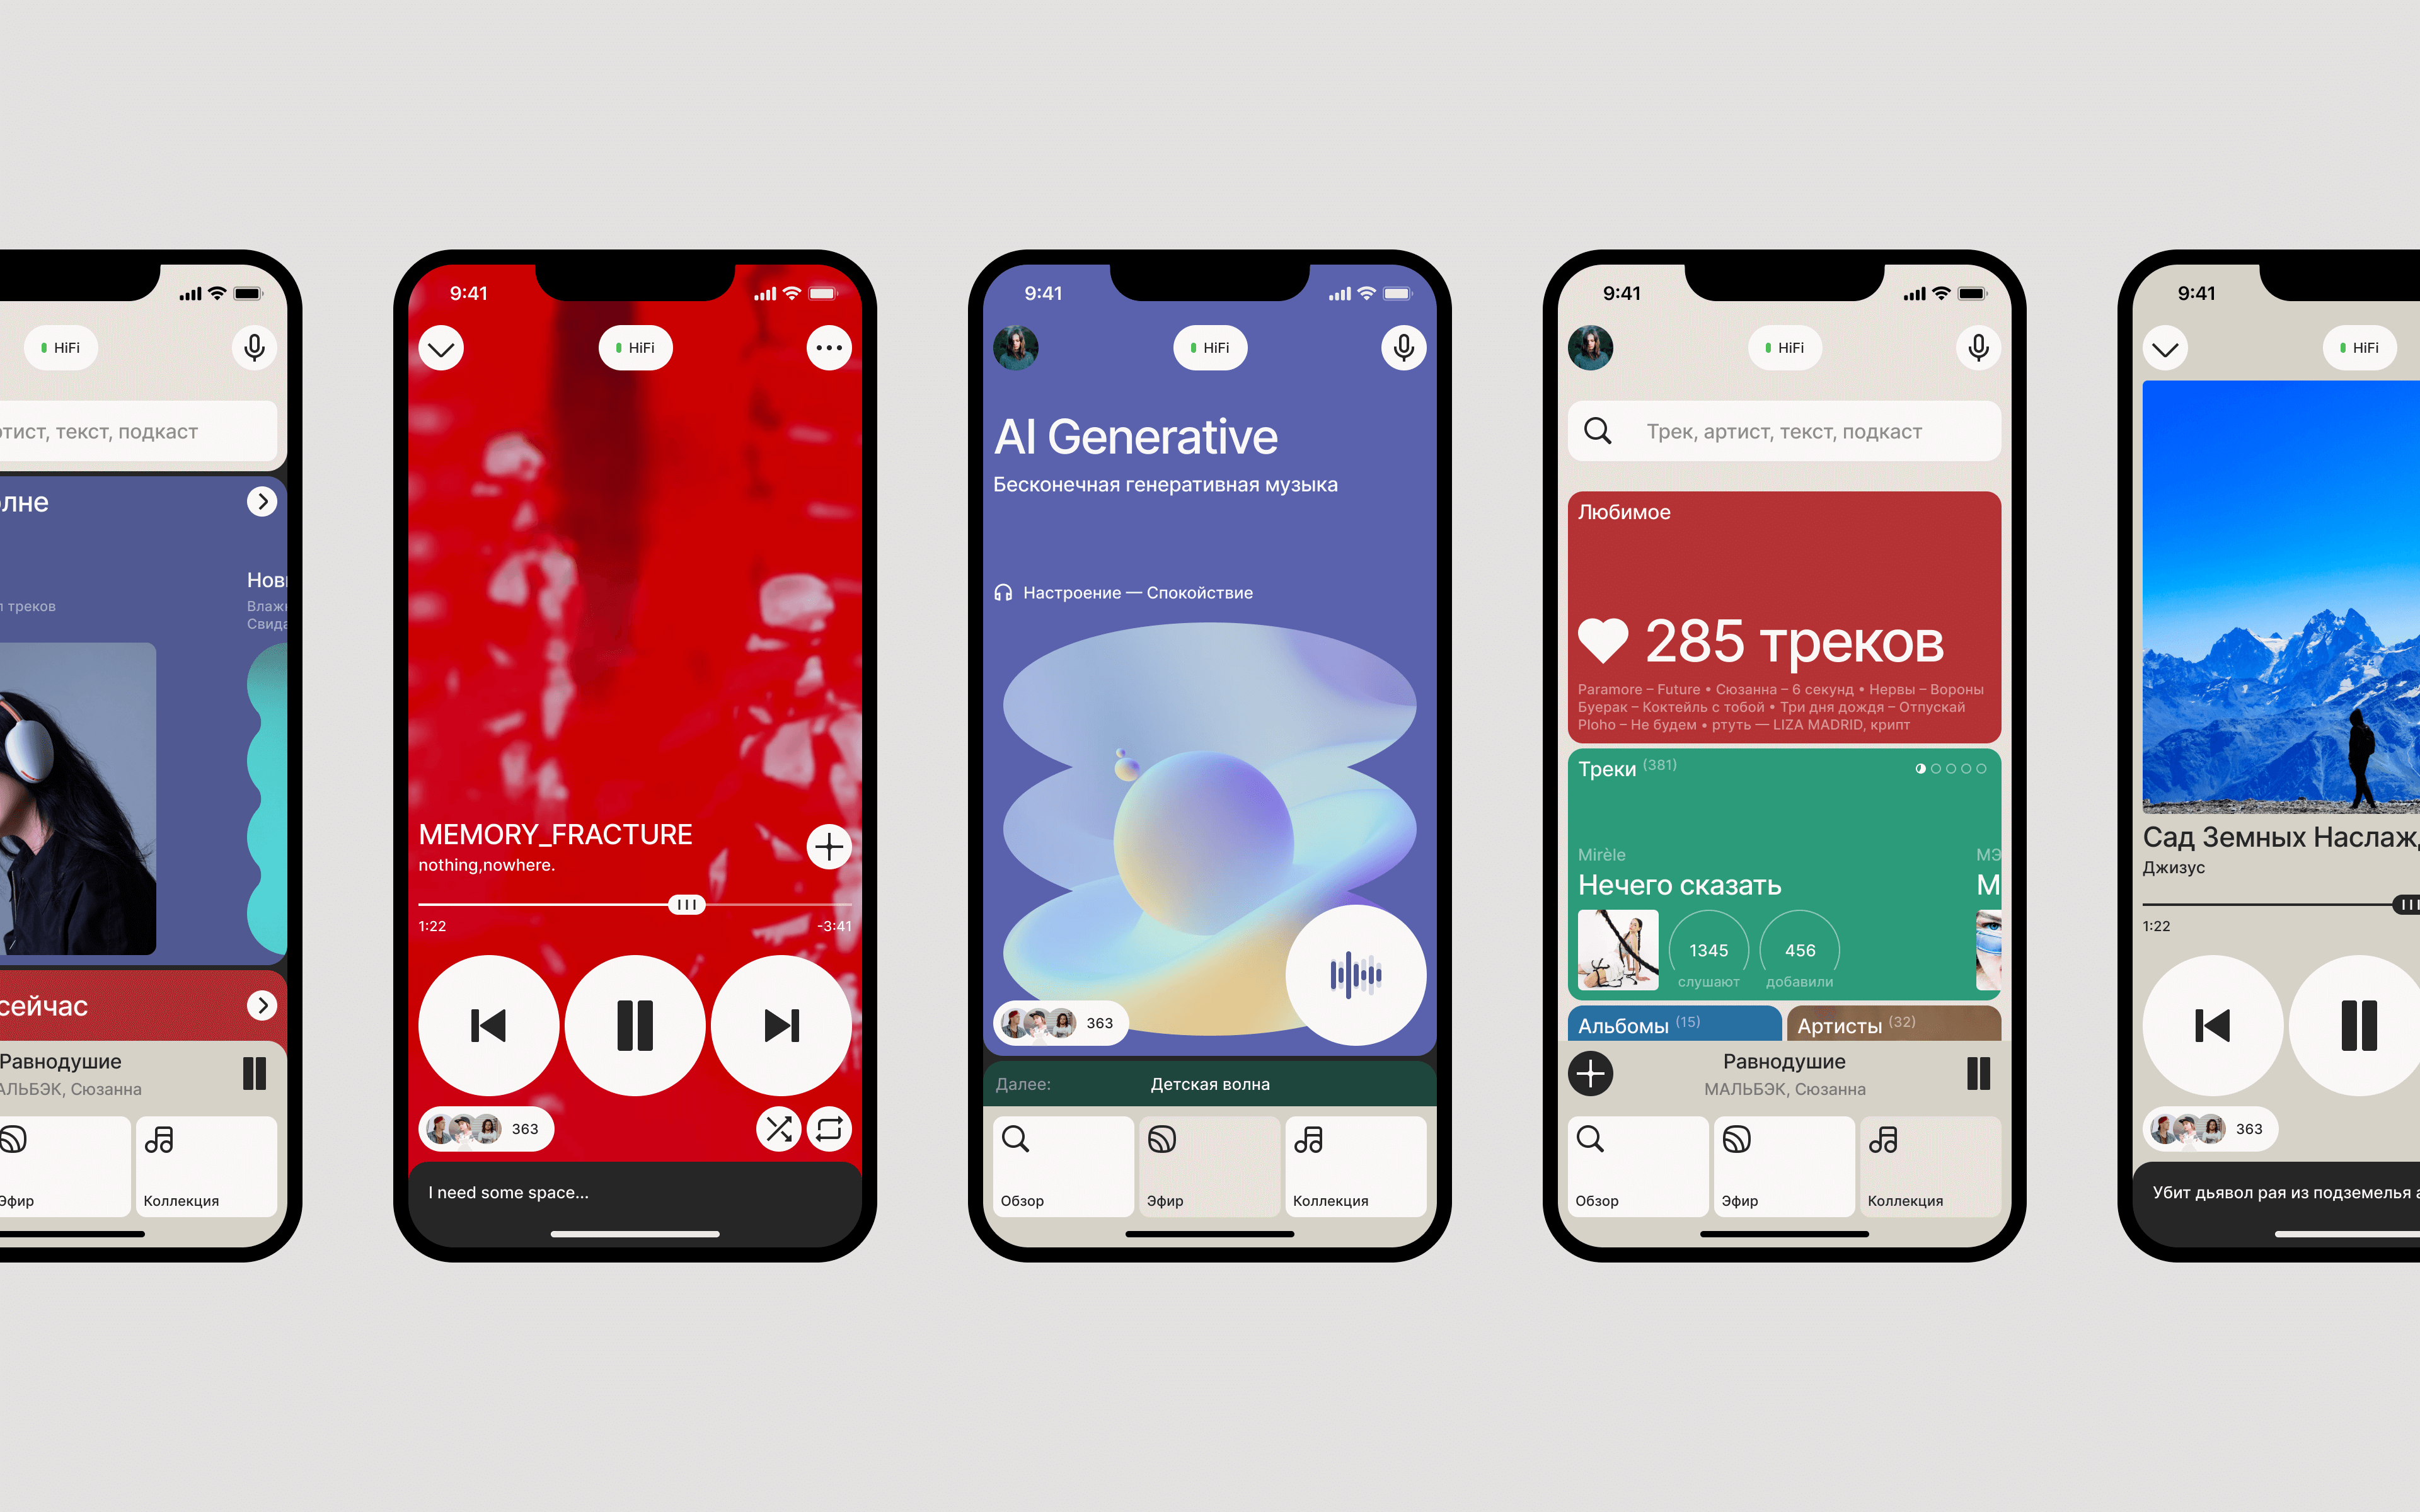 HiFi
ртист, текст, подкаст
лне
Нов
треков
Влаж
Свида
сейчас
Равнодушие
АЛЬБЭК, Сюзанна
Эфир
Коллекция
9:41
HiFi
MEMORY_FRACTURE
nothing,nowhere.
1:22
-3:41
363
I need some space...
9:41
HiFi
AI Generative
Бесконечная генеративная музыка
Настроение — Спокойствие
363
Далее:
Детская волна
Обзор
Эфир
Коллекция
9:41
HiFi
Трек, артист, текст, подкаст
Любимое
285 треков
Paramore – Future • Сюзанна – 6 секунд • Нервы – Вороны
Буерак – Коктейль с тобой • Три дня дождя – Отпускай
Ploho – Не будем • ртуть — LIZA MADRID, крипт
Треки (381)
Mirèle
МЭ
Нечего сказать
М
1345
456
слушают
добавили
Альбомы (15)
Артисты (32)
Равнодушие
МАЛЬБЭК, Сюзанна
Обзор
Эфир
Коллекция
9:41
HiFi
Сад Земных Наслаж
Джизус
1:22
363
Убит дьявол рая из подземелья